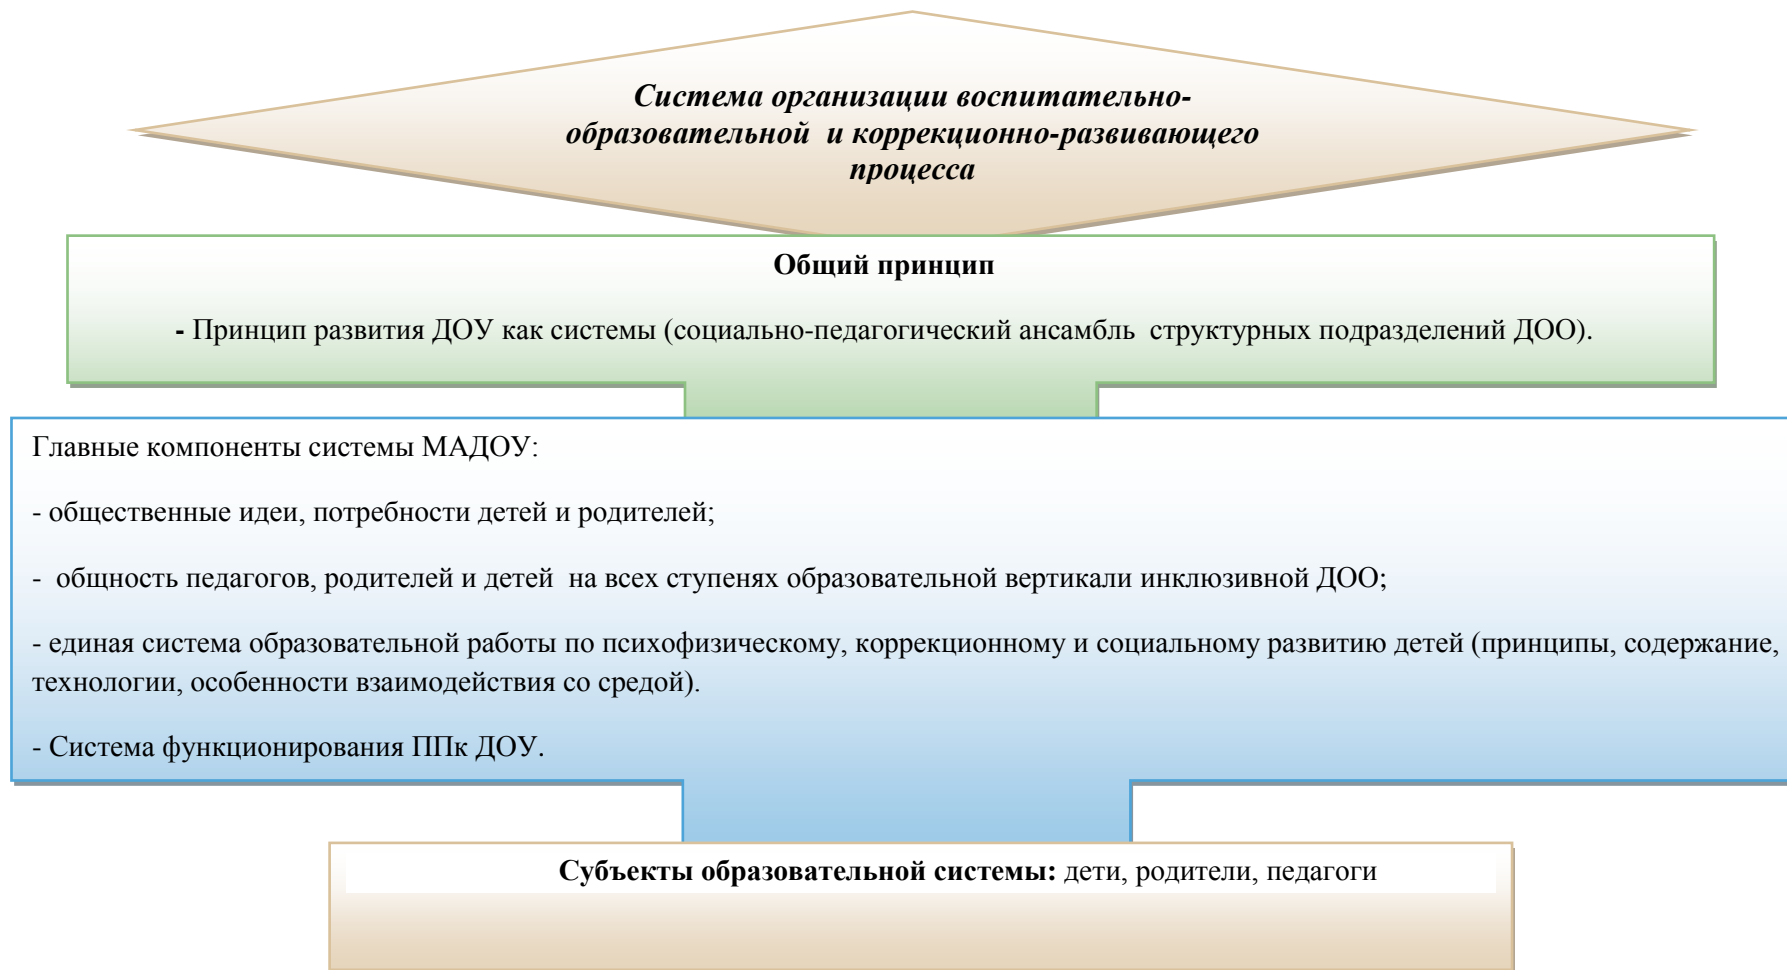 Система организации воспитательно-
образовательной и коррекционно-развивающего
процесса
Общий принцип
- Принцип развития ДОУ как системы (социально-педагогический ансамбль структурных подразделений ДОО).
Главные компоненты системы МАДОУ:
- общественные идеи, потребности детей и родителей;
- общность педагогов, родителей и детей на всех ступенях образовательной вертикали инклюзивной ДОО;
- единая система образовательной работы по психофизическому, коррекционному и социальному развитию детей (принципы, содержание,
технологии, особенности взаимодействия со средой).
- Система функционирования ППк ДОУ.
Субъекты образовательной системы: дети, родители, педагоги